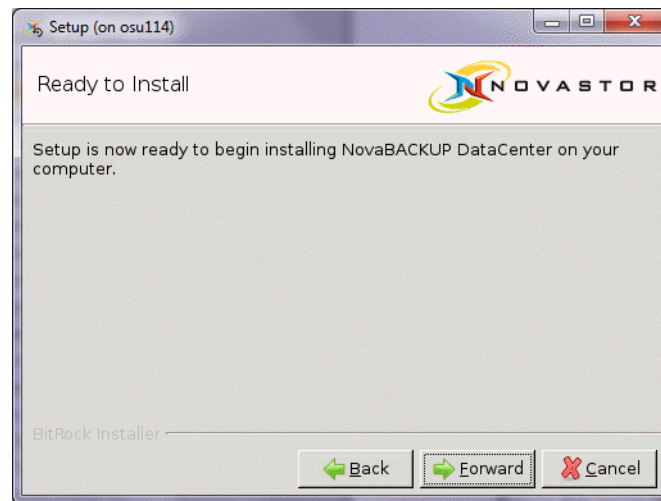 Setup (on osu114)
Ready to Install
NOVASTOR
Setup is now ready to begin installing NovaBACKUP DataCenter on your
computer.
BitRock Installer
Back
Forward
Cancel